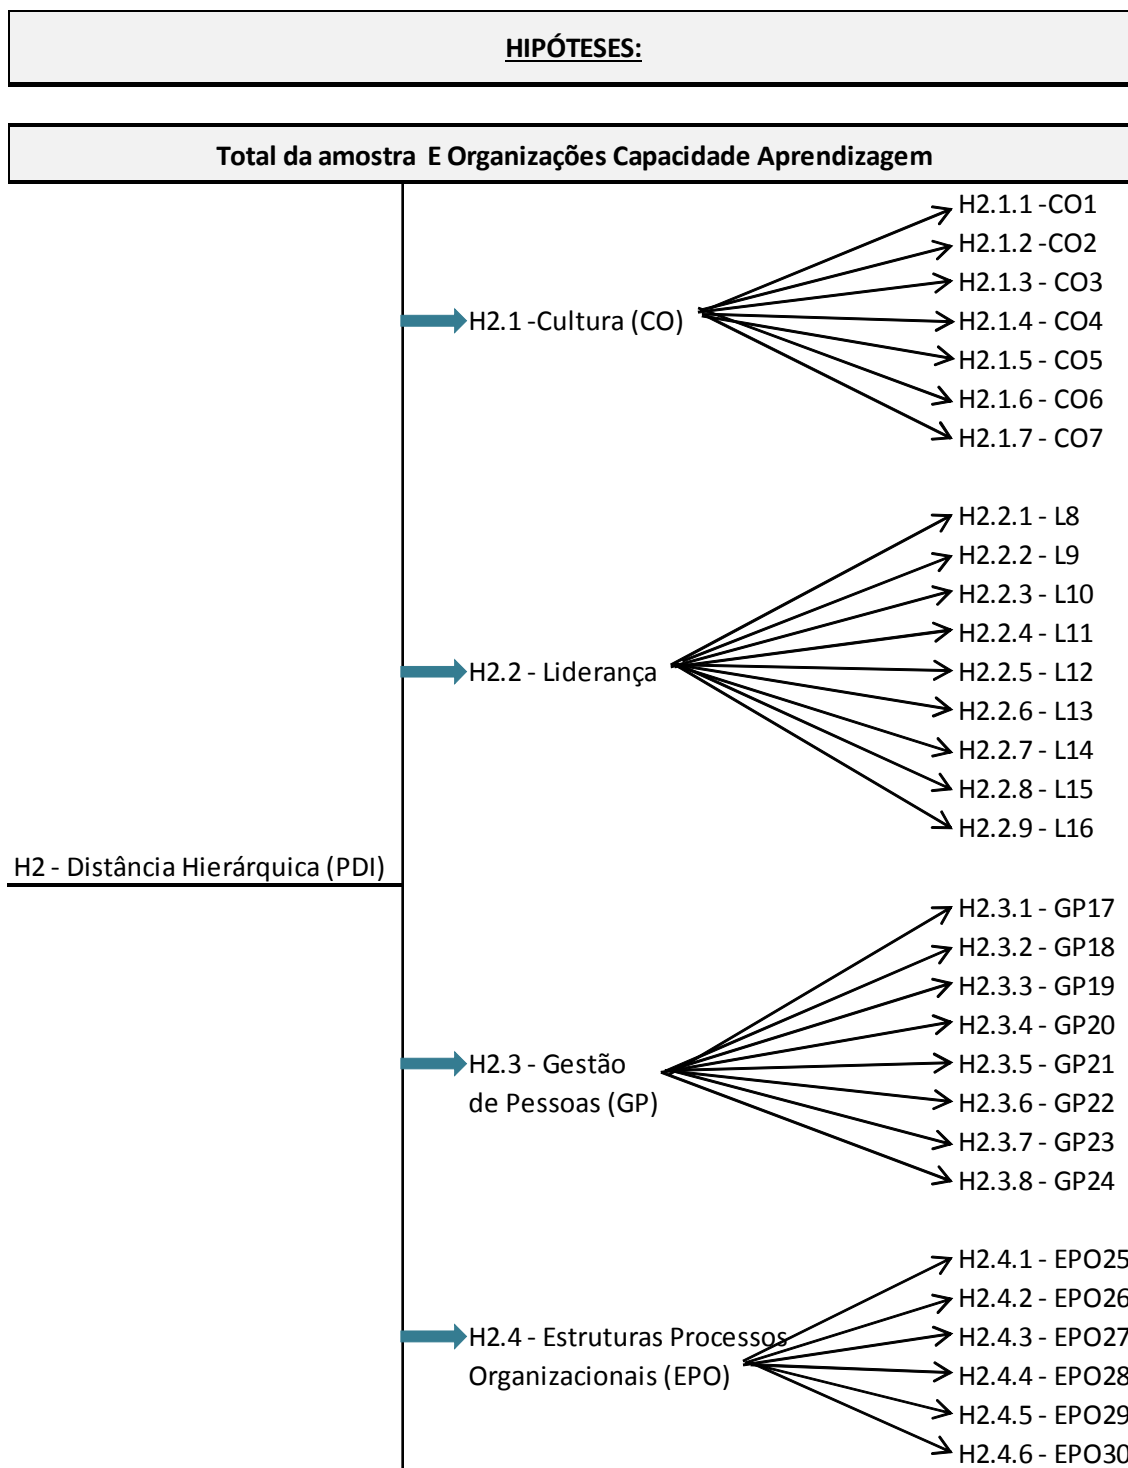 HIPÓTESES:
Total da amostra E Organizações Capacidade Aprendizagem
H2 - Distância Hierárquica (PDI)
H2.1 -Cultura (CO)
H2.1.1 -CO1
H2.1.2 -CO2
H2.1.3 - CO3
H2.1.4 - CO4
H2.1.5 - CO5
H2.1.6 - CO6
H2.1.7 - CO7
H2.2 - Liderança
H2.2.1 - L8
H2.2.2 - L9
H2.2.3 - L10
H2.2.4 - L11
H2.2.5 - L12
H2.2.6 - L13
H2.2.7 - L14
H2.2.8 - L15
H2.2.9 - L16
H2.3 - Gestão
de Pessoas (GP)
H2.3.1 - GP17
H2.3.2 - GP18
H2.3.3 - GP19
H2.3.4 - GP20
H2.3.5 - GP21
H2.3.6 - GP22
H2.3.7 - GP23
H2.3.8 - GP24
H2.4 - Estruturas Processos
Organizacionais (EPO)
H2.4.1 - EPO25
H2.4.2 - EPO26
H2.4.3 - EPO27
H2.4.4 - EPO28
H2.4.5 - EPO29
H2.4.6 - EPO30